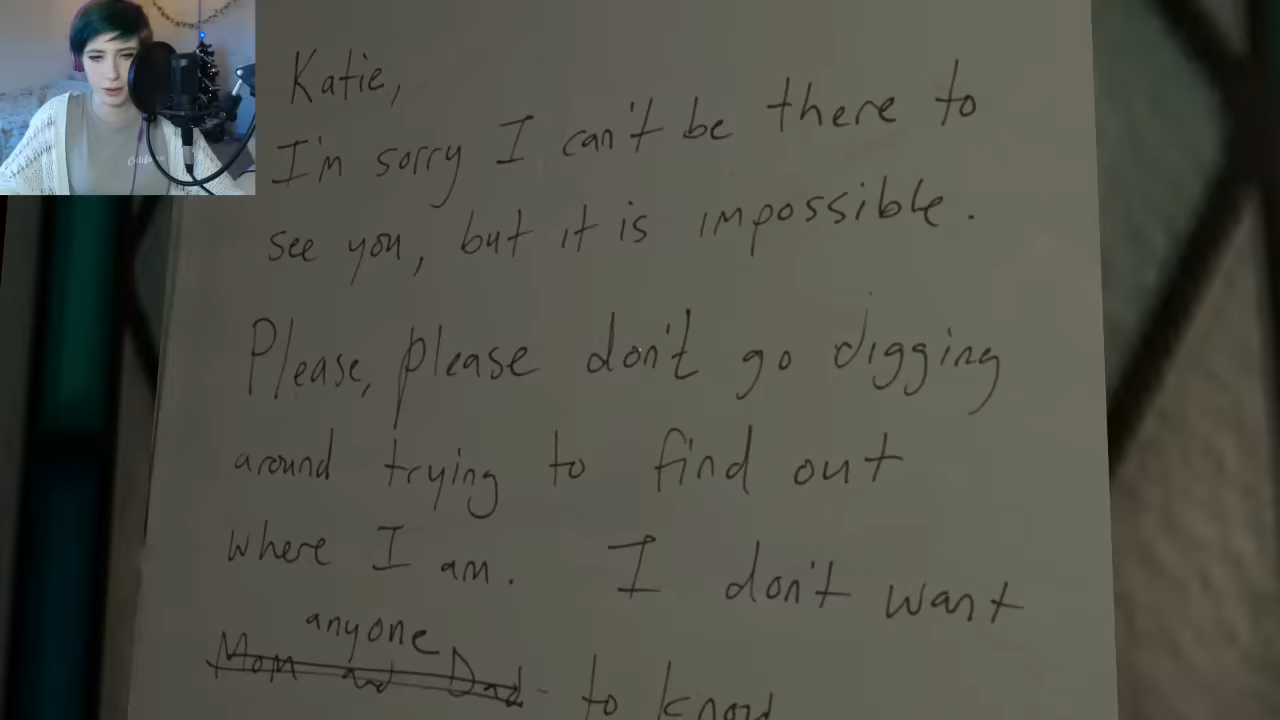 Katie,
I'm sorry I can't be there to
see you, but it is impossible.
Please, please don't go digging
around trying to find out
where I am. I don't want
anyone
Mom and Dad to know